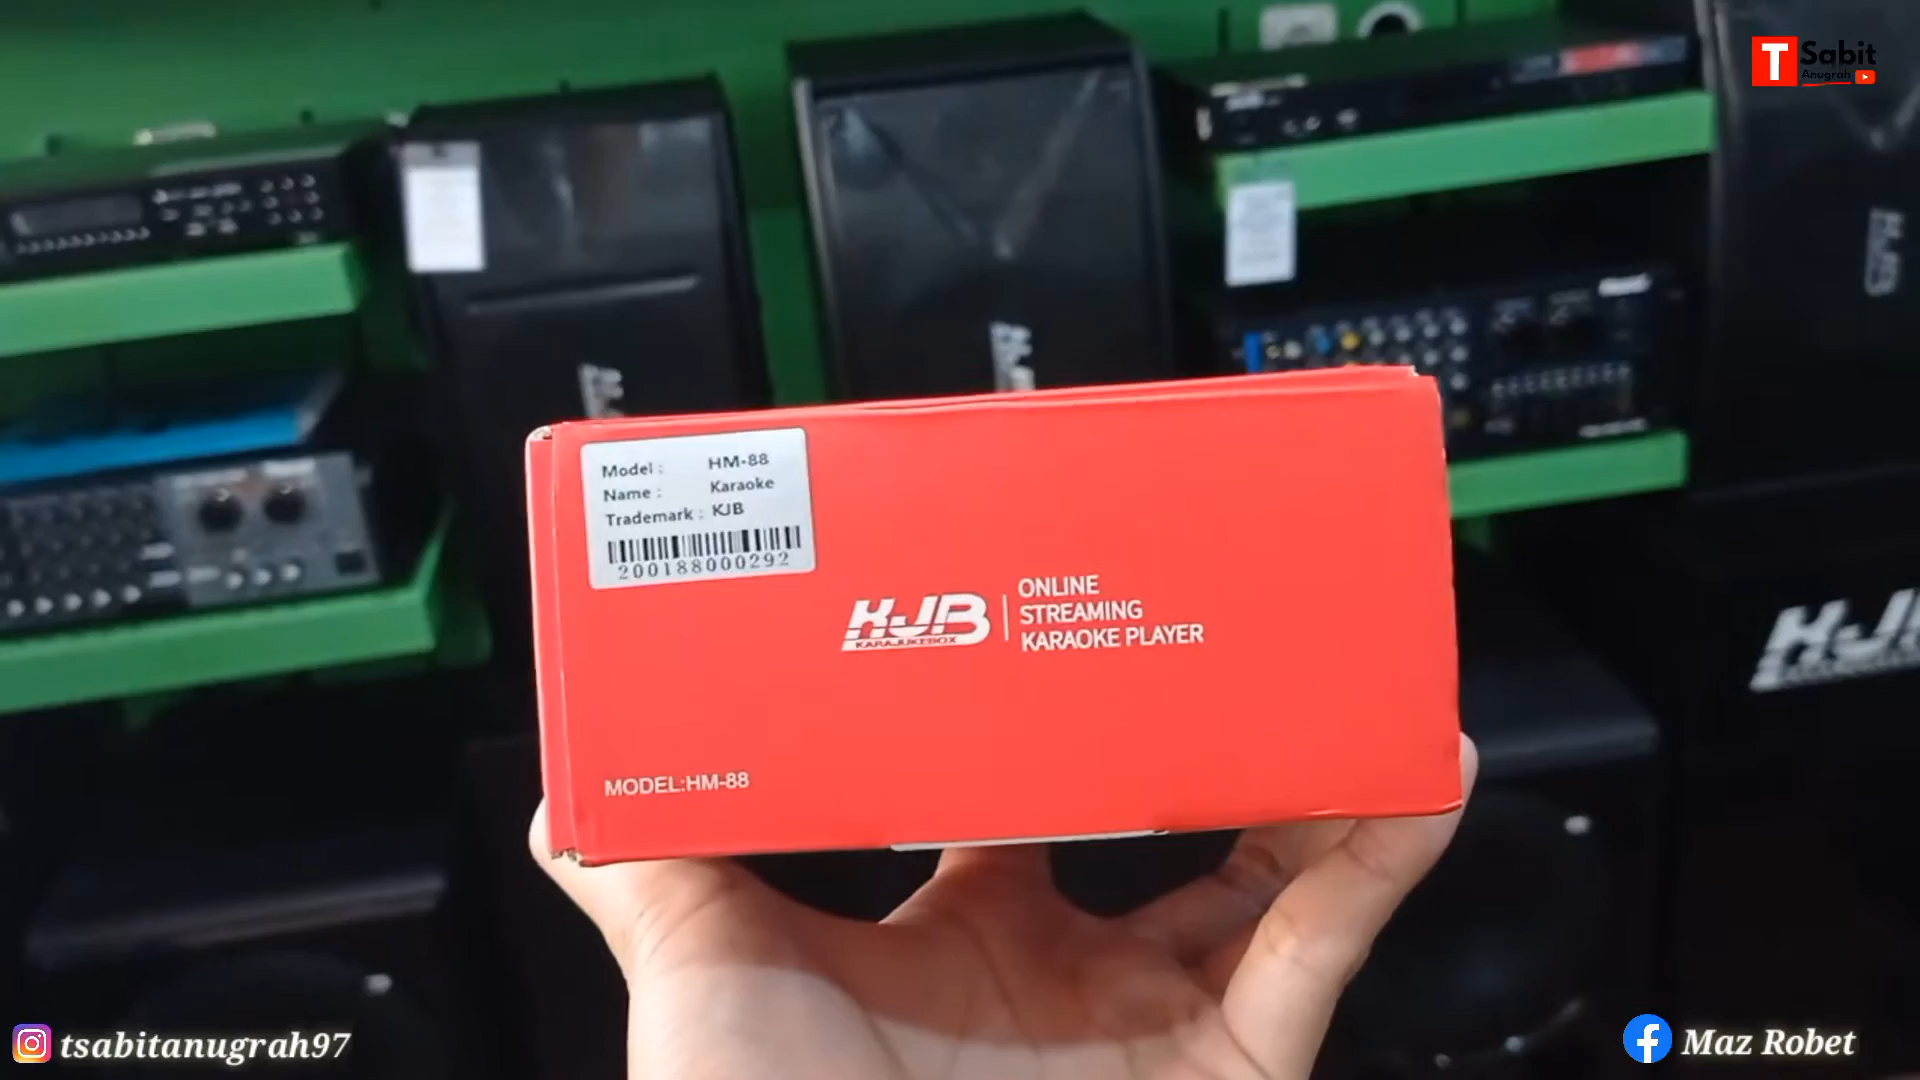 T Sabit
Anugrah
Model : HM-88
Name : Karaoke
Trademark : KJB
200188000292
KJB
KARAJUKEBOX
ONLINE
STREAMING
KARAOKE PLAYER
MODEL:HM-88
KJB
tsabitanugrah97
Maz Robet